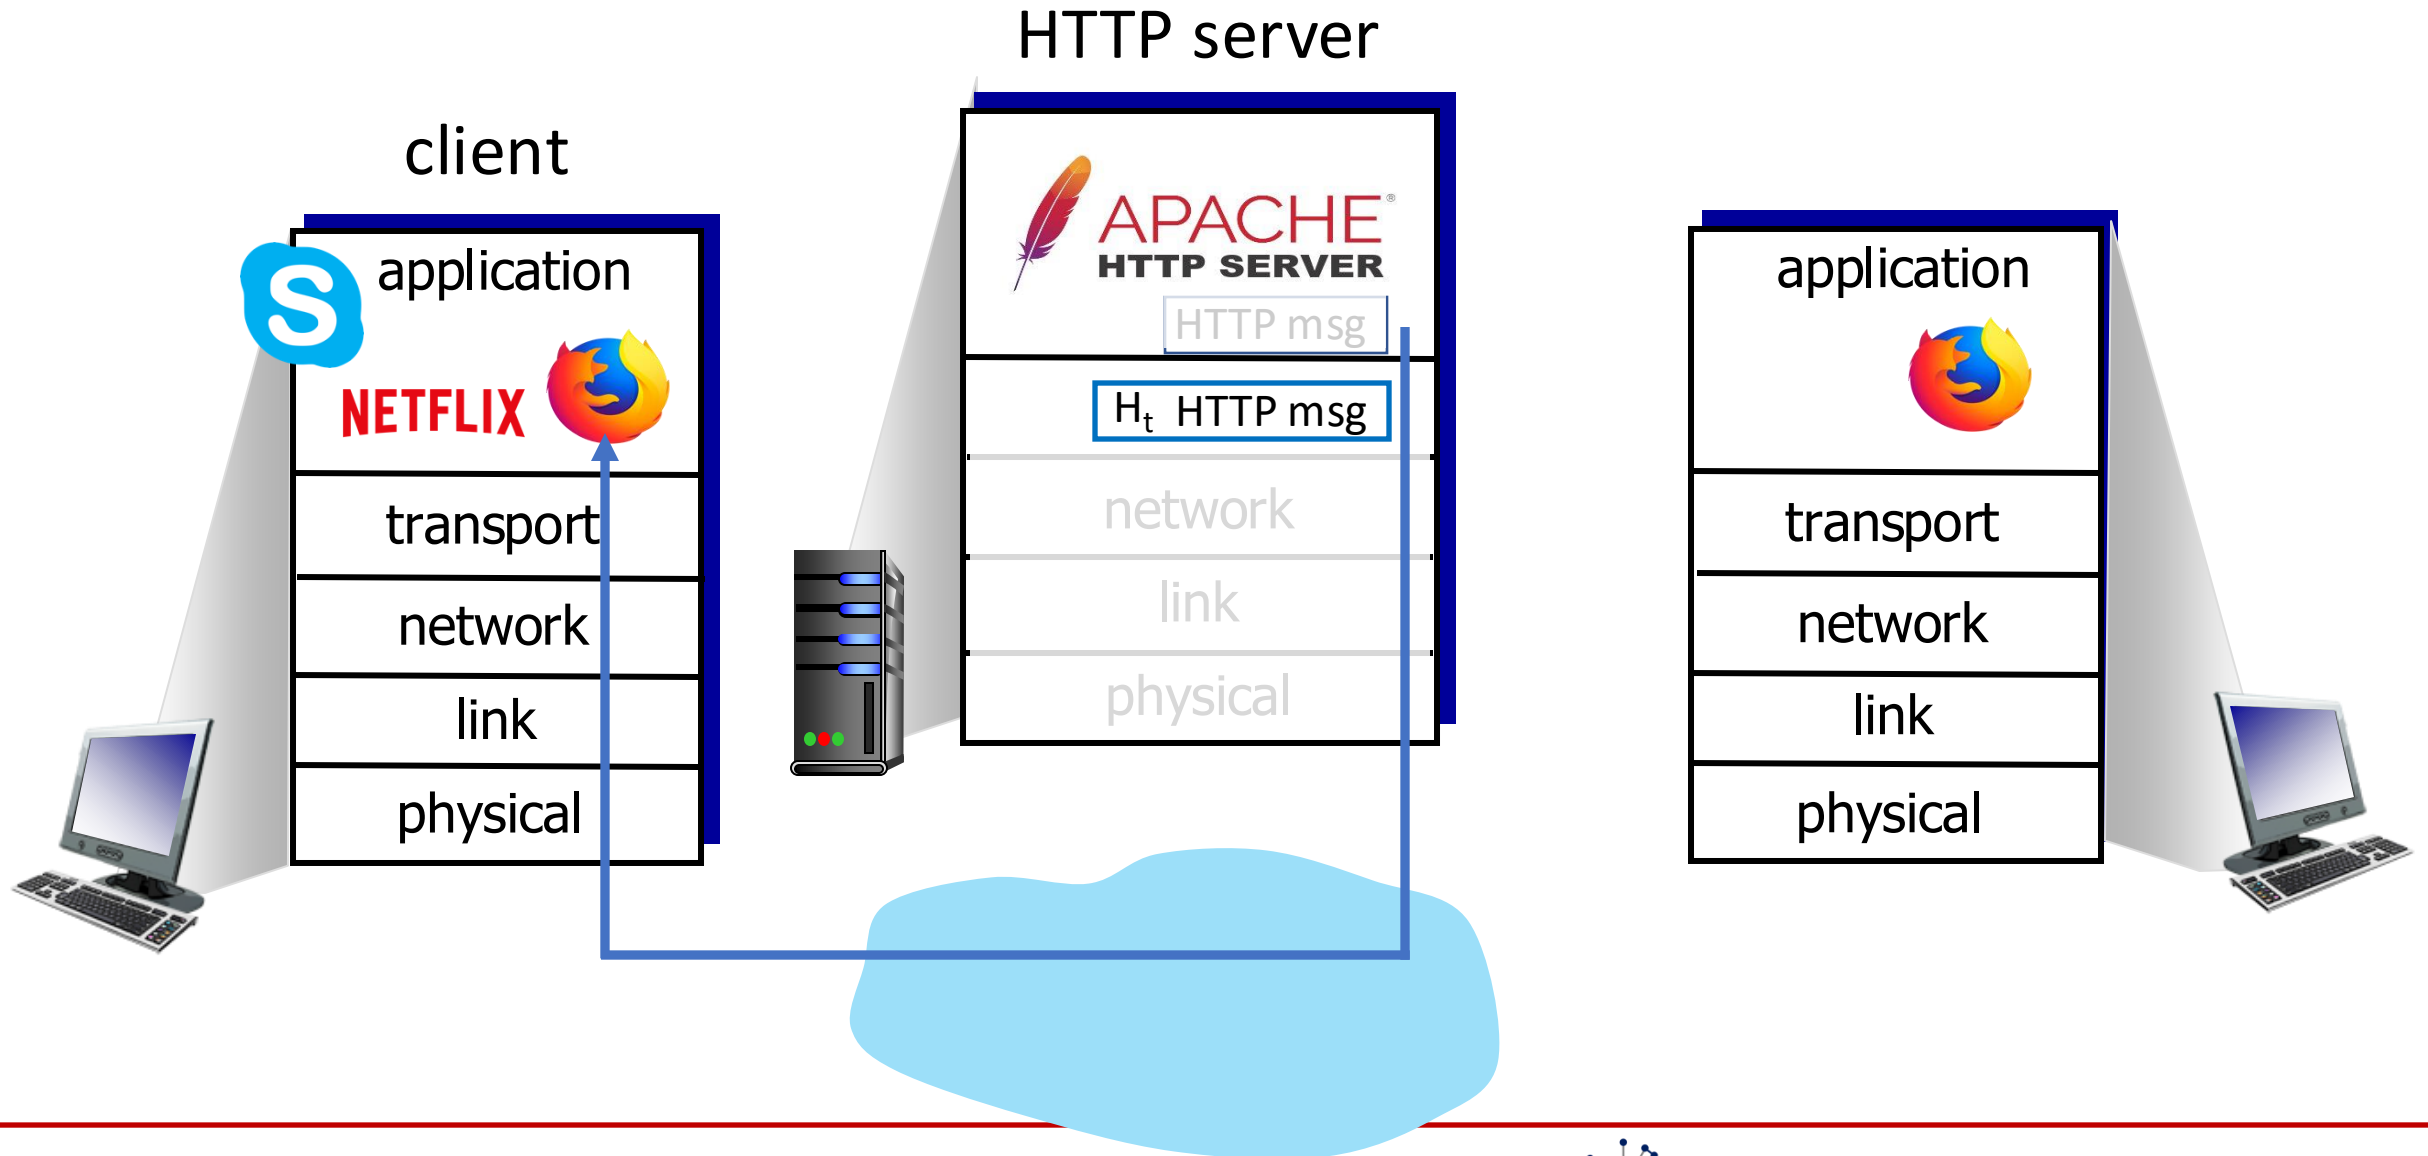 HTTP server
client
application
S
NETFLIX
transport
network
link
physical
APACHE®
HTTP SERVER
HTTP msg
Ht HTTP msg
network
link
physical
application
transport
network
link
physical